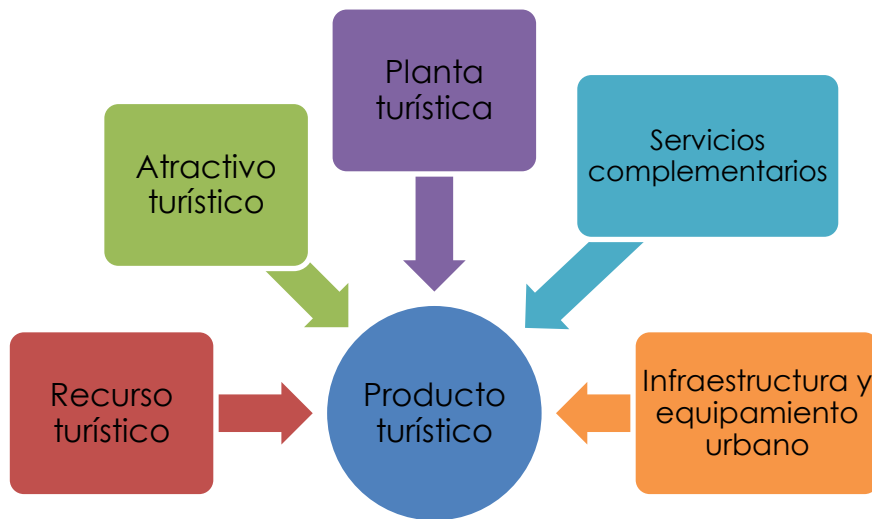 Planta
turística
Servicios
complementarios
Atractivo
turístico
Recurso
turístico
Producto
turístico
Infraestructura y
equipamiento
urbano